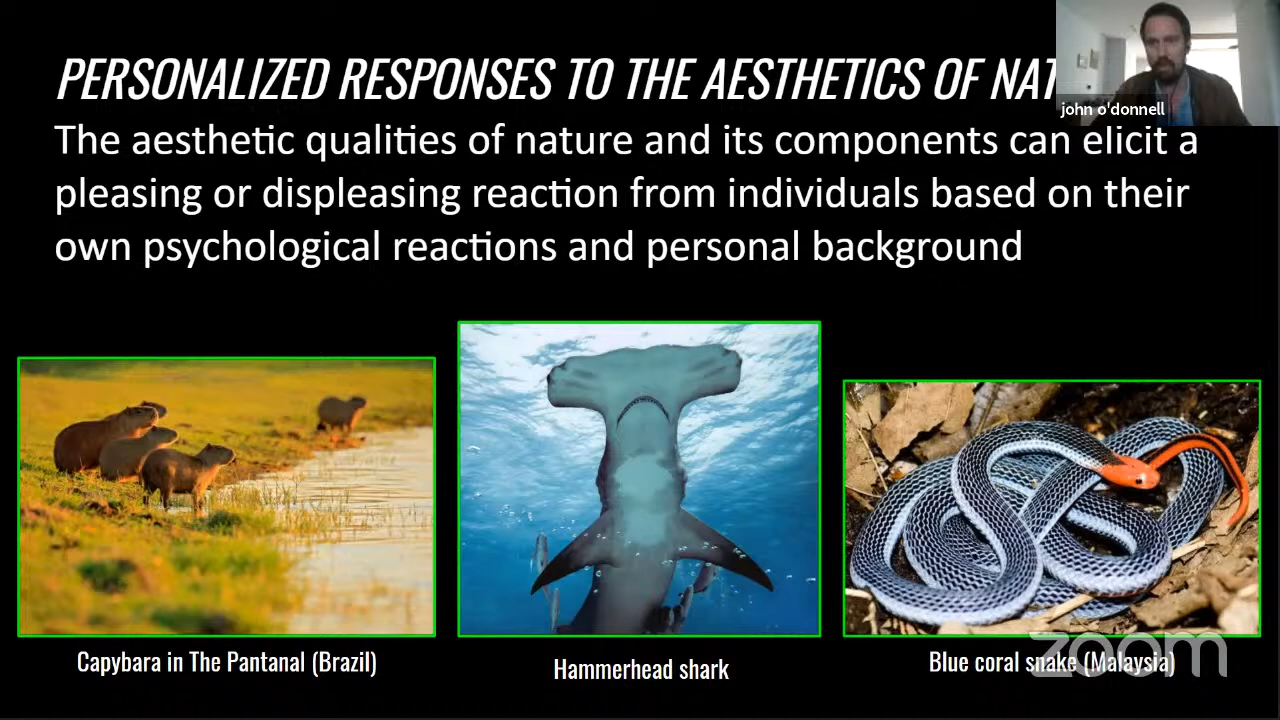 PERSONALIZED RESPONSES TO THE AESTHETICS OF NAT
john o'donnell
The aesthetic qualities of nature and its components can elicit a
pleasing or displeasing reaction from individuals based on their
own psychological reactions and personal background
Capybara in The Pantanal (Brazil)
Hammerhead shark
Blue coral snake (Malaysia)
zoom